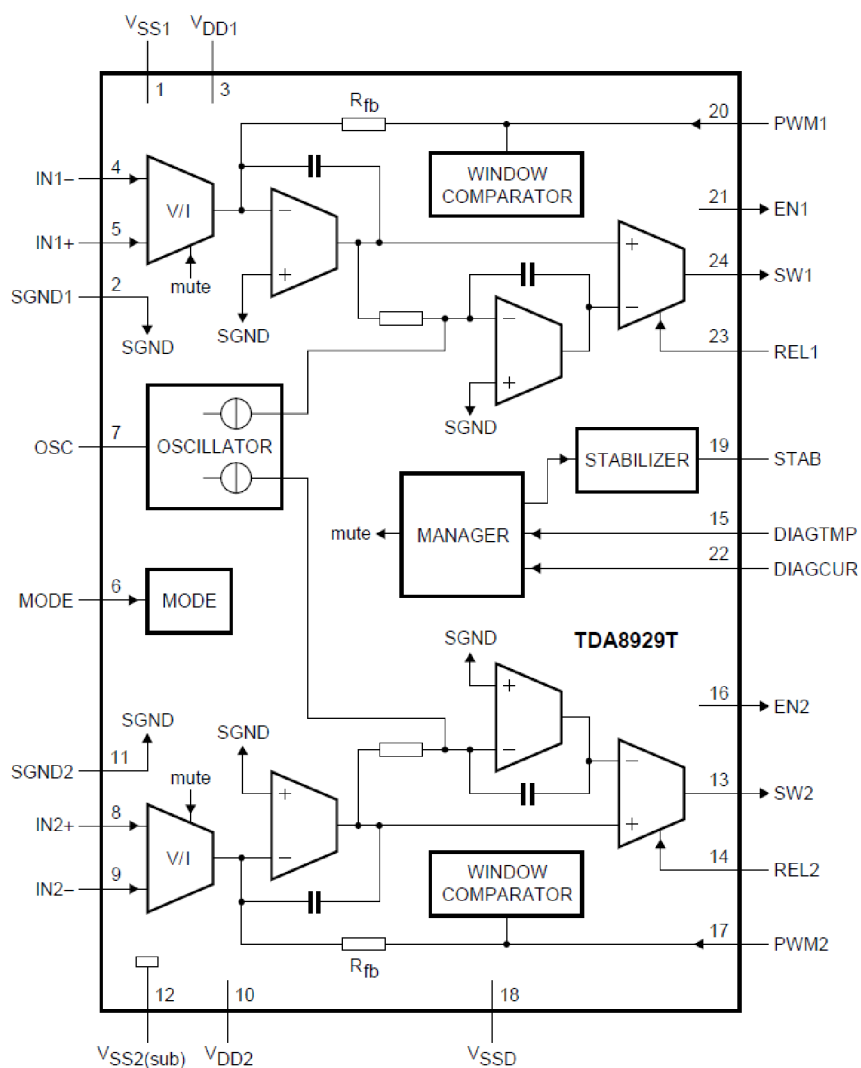 VSS1 VDD1
1 3
Rfb
20 PWM1
WINDOW
COMPARATOR
4
IN1−
V/I
−
21 EN1
5
IN1+
+
+
24 SW1
2
mute
SGND1
SGND
SGND
−
−
23 REL1
+
SGND
7
OSC
OSCILLATOR
STABILIZER
19 STAB
MANAGER
mute
15 DIAGTMP
22 DIAGCUR
6
MODE
MODE
TDA8929T
SGND
+
16 EN2
SGND
SGND
−
−
11
SGND2
mute
+
13 SW2
8
IN2+
+
V/I
−
14 REL2
9
IN2−
WINDOW
COMPARATOR
17 PWM2
Rfb
12 10 18
VSS2(sub) VDD2 VSSD